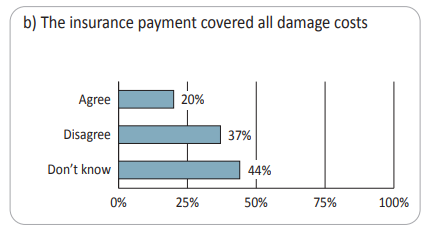 b) The insurance payment covered all damage costs
Agree 20%
Disagree 37%
Don’t know 44%
0% 25% 50% 75% 100%